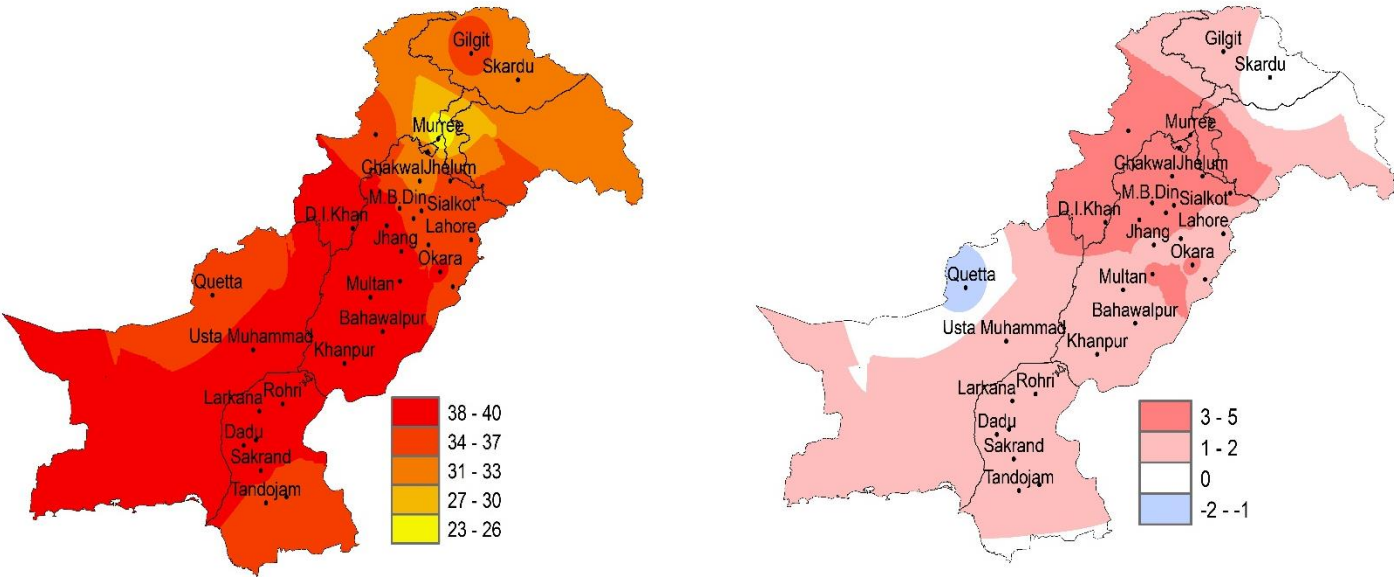 Gilgit
Skardu
Murree
Chakwal
Jhelum
M.B.Din
Sialkot
D.I.Khan
Lahore
Jhang
Okara
Quetta
Multan
Bahawalpur
Usta Muhammad
Khanpur
Rohri
Larkana
Dadu
Sakrand
Tandojam
38 - 40
34 - 37
31 - 33
27 - 30
23 - 26
Gilgit
Skardu
Murree
Chakwal
Jhelum
M.B.Din
Sialkot
D.I.Khan
Lahore
Jhang
Okara
Quetta
Multan
Bahawalpur
Usta Muhammad
Khanpur
Rohri
Larkana
Dadu
Sakrand
Tandojam
3 - 5
1 - 2
0
-2 - -1